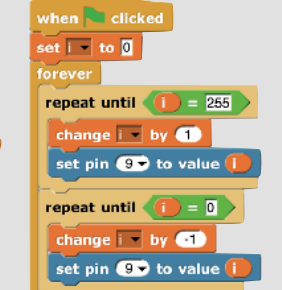 when clicked
set i to 0
forever
repeat until i = 255
change i by 1
set pin 9 to value i
repeat until i = 0
change i by -1
set pin 9 to value i